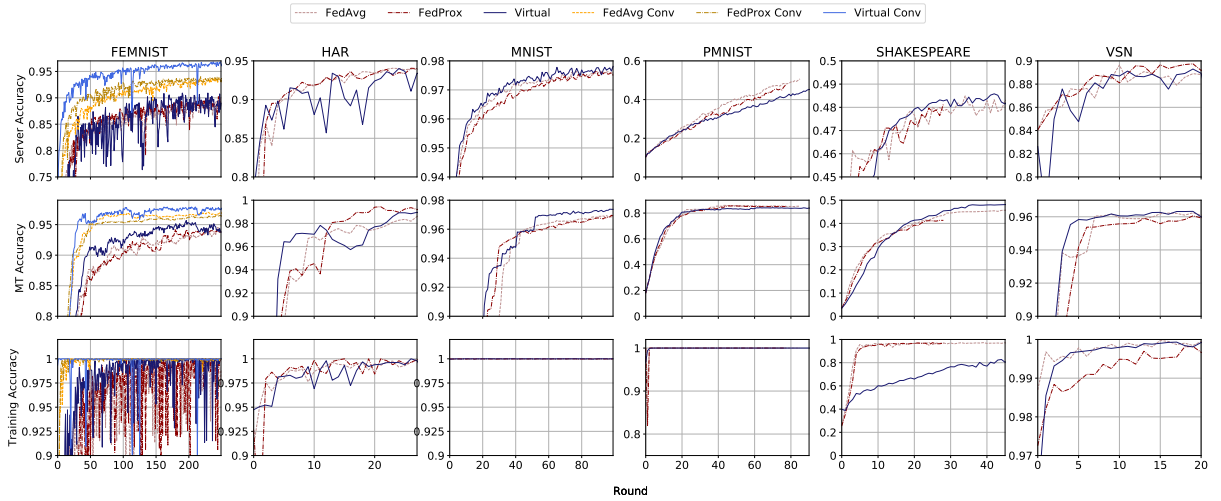 FedAvg FedProx Virtual FedAvg Conv FedProx Conv Virtual Conv
FEMNIST HAR MNIST PMNIST SHAKESPEARE VSN
Server Accuracy
0.95 0.9 0.85 0.8 0.75
0.95 0.9 0.85 0.8
0.98 0.97 0.96 0.95 0.94
0.6 0.4 0.2 0
0.5 0.49 0.48 0.47 0.46 0.45
0.9 0.88 0.86 0.84 0.82 0.8
MT Accuracy
0.95 0.9 0.85 0.8
1 0.98 0.96 0.94 0.92 0.9
0.98 0.96 0.94 0.92 0.9
0.8 0.6 0.4 0.2 0
0.5 0.4 0.3 0.2 0.1 0
0.96 0.94 0.92 0.9
Training Accuracy
1 0.975 0.95 0.925 0.9
1 0.975 0.95 0.925 0.9
1 0.975 0.95 0.925 0.9
1 0.9 0.8
1 0.8 0.6 0.4 0.2 0
1 0.99 0.98 0.97
0 50 100 150 200
0 10 20
20 40 60 80
0 20 40 60 80
0 10 20 30 40
0 5 10 15 20
Round